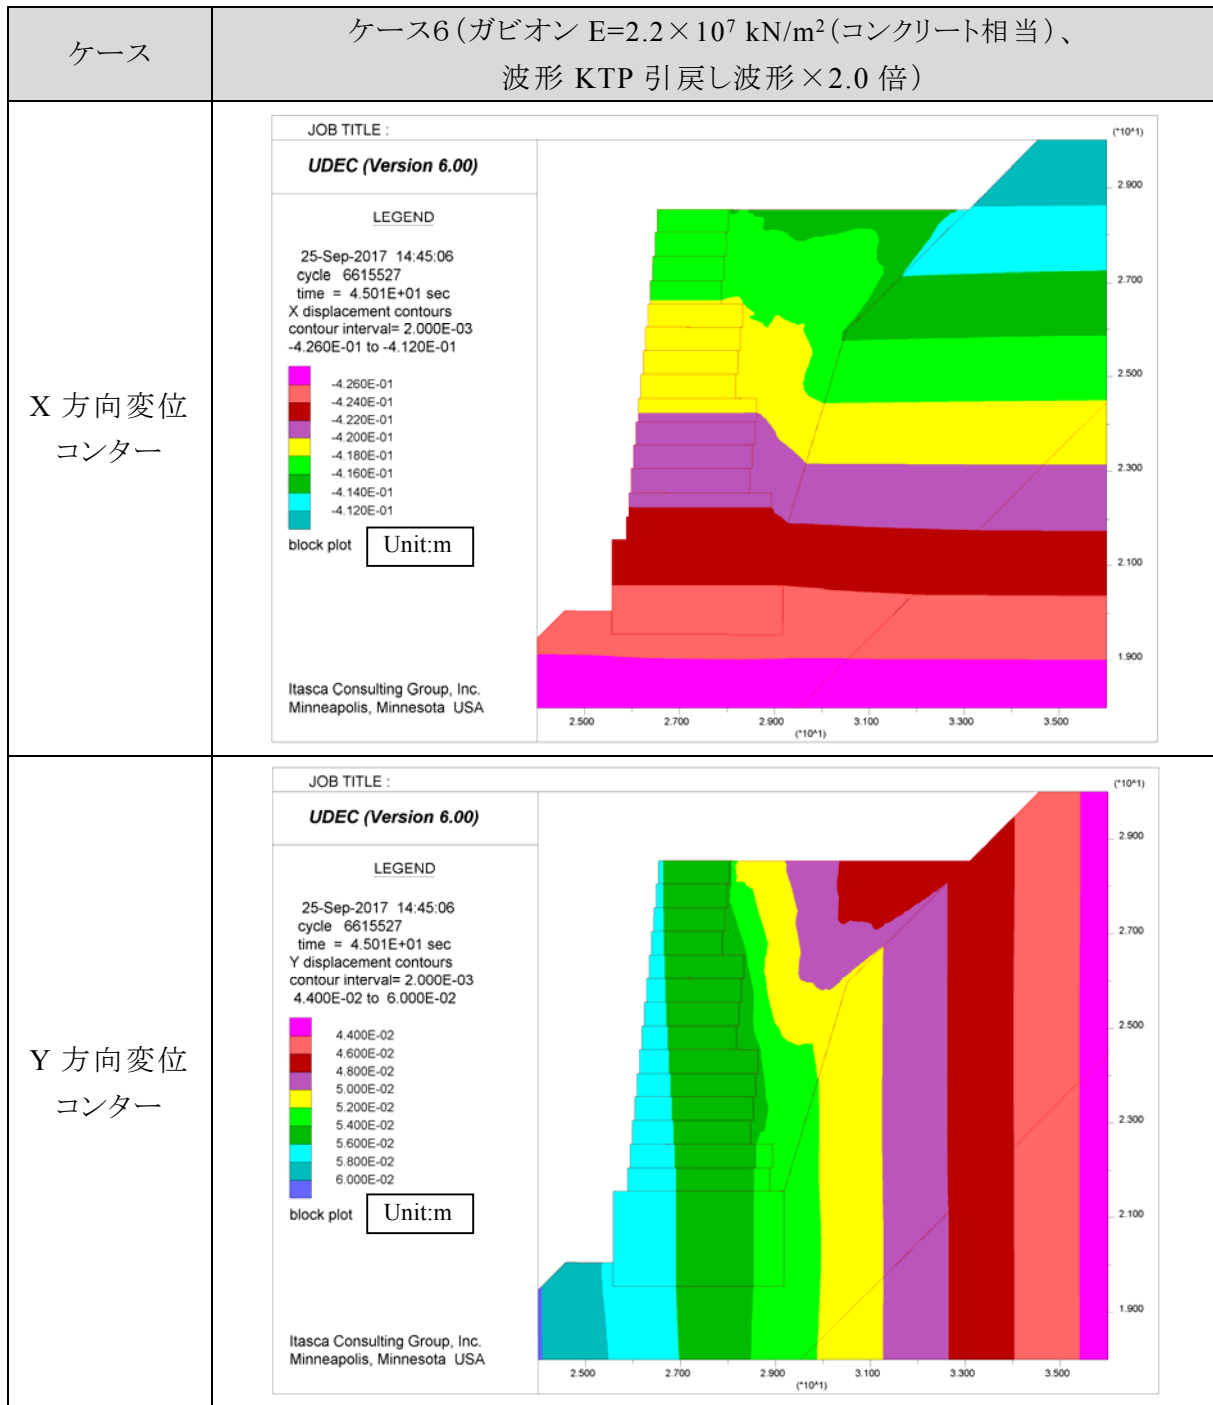 ケース
ケース6（ガビオン E=2.2×10⁷ kN/m²（コンクリート相当）、
波形 KTP 引戻し波形×2.0 倍）
X 方向変位
コンター
JOB TITLE :
UDEC (Version 6.00)
LEGEND
25-Sep-2017 14:45:06
cycle 6615527
time = 4.501E+01 sec
X displacement contours
contour interval= 2.000E-03
-4.260E-01 to -4.120E-01
-4.260E-01
-4.240E-01
-4.220E-01
-4.200E-01
-4.180E-01
-4.160E-01
-4.140E-01
-4.120E-01
block plot
Unit:m
Itasca Consulting Group, Inc.
Minneapolis, Minnesota USA
(*10^1)
2.900
2.700
2.500
2.300
2.100
1.900
2.500 2.700 2.900 3.100 3.300 3.500
(*10^1)
Y 方向変位
コンター
JOB TITLE :
UDEC (Version 6.00)
LEGEND
25-Sep-2017 14:45:06
cycle 6615527
time = 4.501E+01 sec
Y displacement contours
contour interval= 2.000E-03
4.400E-02 to 6.000E-02
4.400E-02
4.600E-02
4.800E-02
5.000E-02
5.200E-02
5.400E-02
5.600E-02
5.800E-02
6.000E-02
block plot
Unit:m
Itasca Consulting Group, Inc.
Minneapolis, Minnesota USA
(*10^1)
2.900
2.700
2.500
2.300
2.100
1.900
2.500 2.700 2.900 3.100 3.300 3.500
(*10^1)